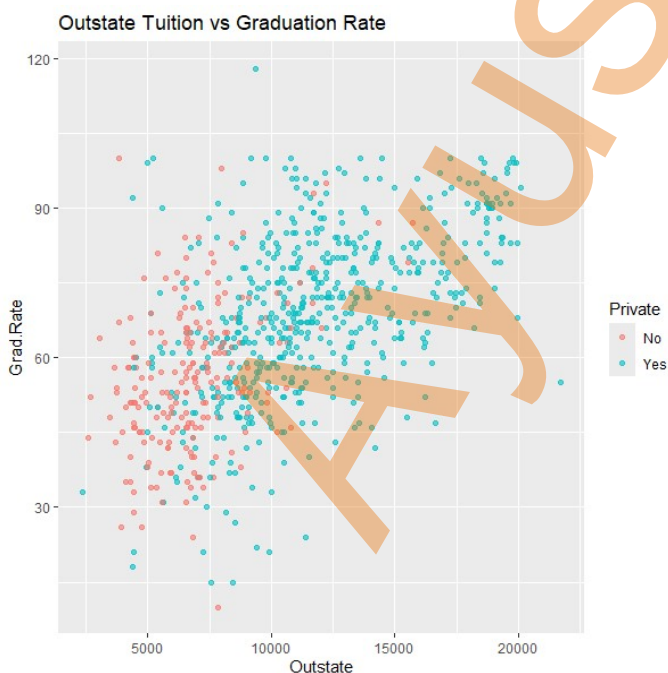 Outstate Tuition vs Graduation Rate
120
90
60
30
Grad.Rate
5000
10000
15000
20000
Outstate
Private
No
Yes
Ayus